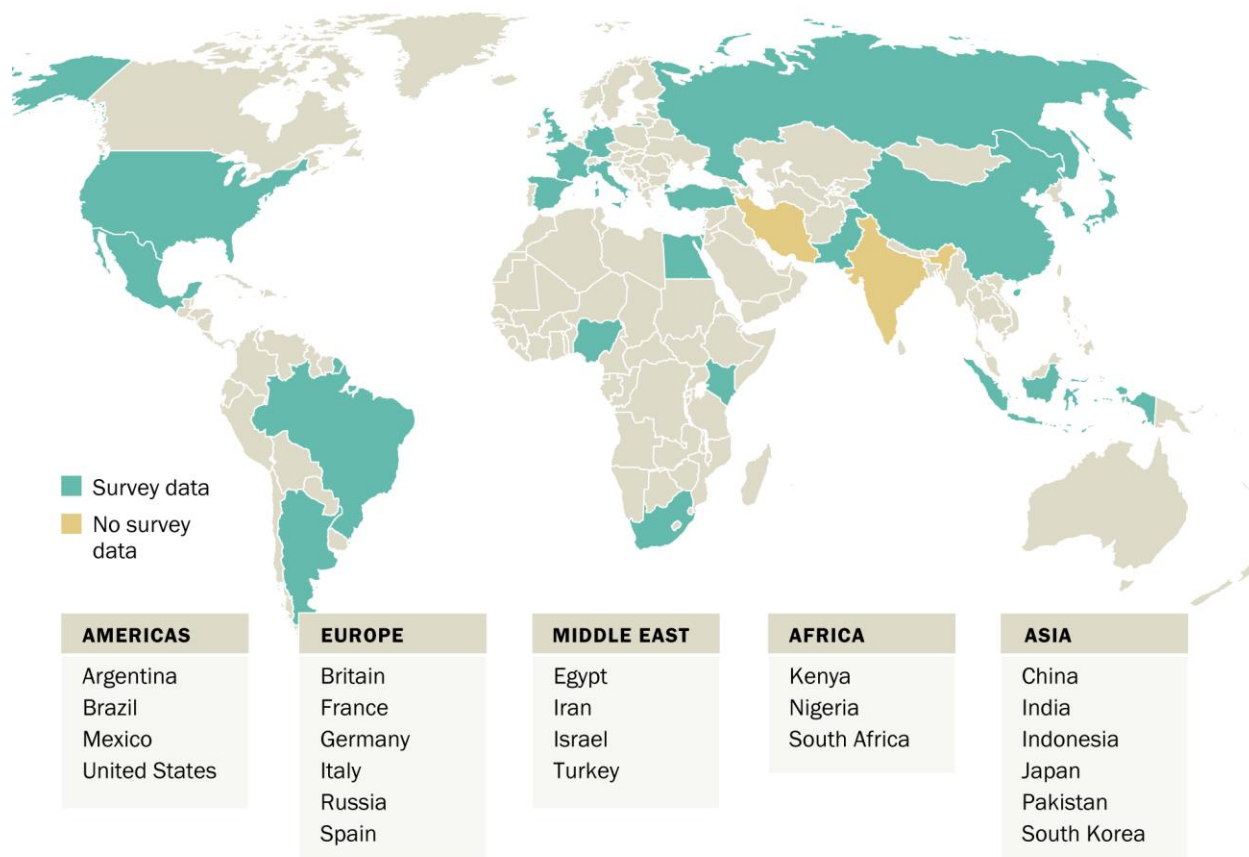 Survey data
No survey
data
AMERICAS
Argentina
Brazil
Mexico
United States
EUROPE
Britain
France
Germany
Italy
Russia
Spain
MIDDLE EAST
Egypt
Iran
Israel
Turkey
AFRICA
Kenya
Nigeria
South Africa
ASIA
China
India
Indonesia
Japan
Pakistan
South Korea